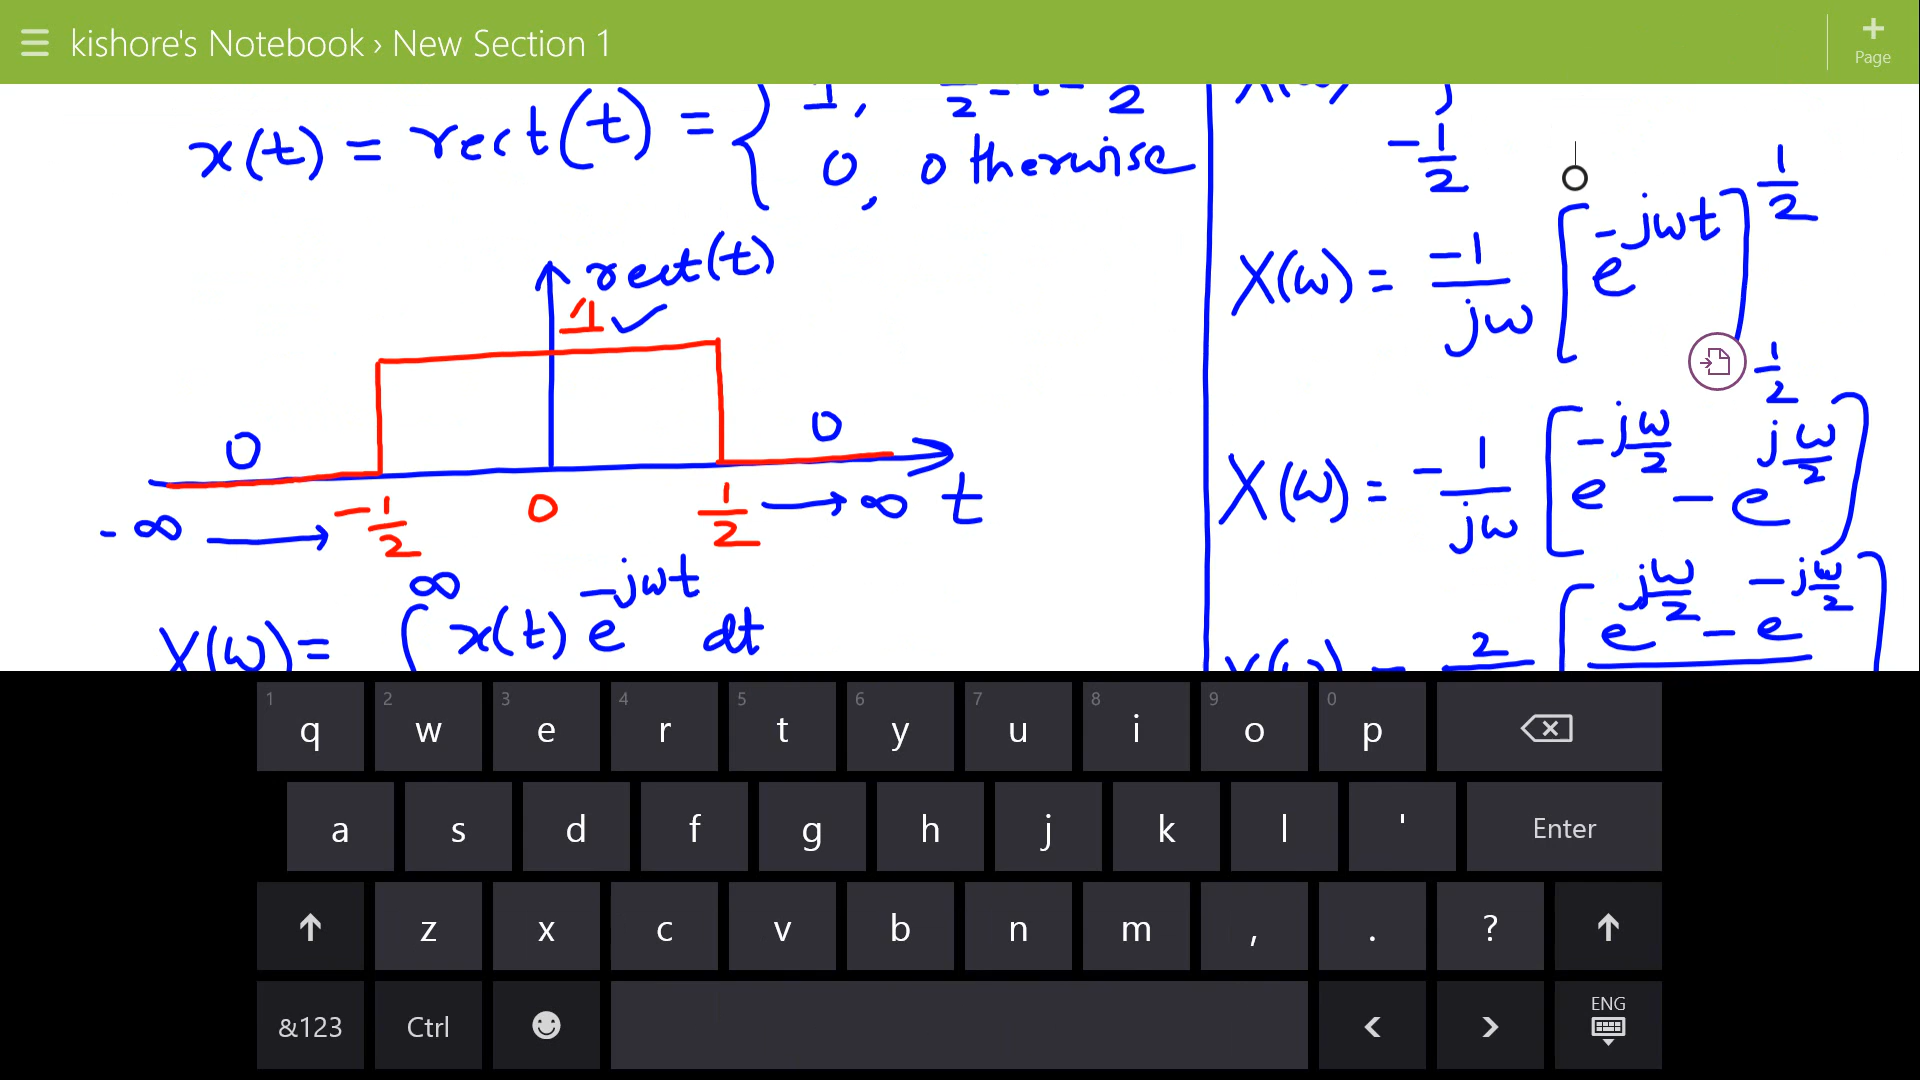 kishore's Notebook › New Section 1
Page
x(t) = rect(t) = { 1,
0, otherwise
,
rect(t)
1 ✓
0
0
-∞ → -1/2 0 1/2 → ∞ t
X(ω) = ∫ ∞ x(t) e^-jωt dt
X(ω) ∫
-1/2
X(ω) = -1/jω [e^-jωt] 1/2
1/2
X(ω) = -1/jω [e^-jω/2 - e^jω/2]
X(ω) = 2 [e^jω/2 - e^-jω/2]
1 q 2 w 3 e 4 r 5 t 6 y 7 u 8 i 9 o 0 p
a s d f g h j k l ' Enter
z x c v b n m , . ?
&123 Ctrl < > ENG